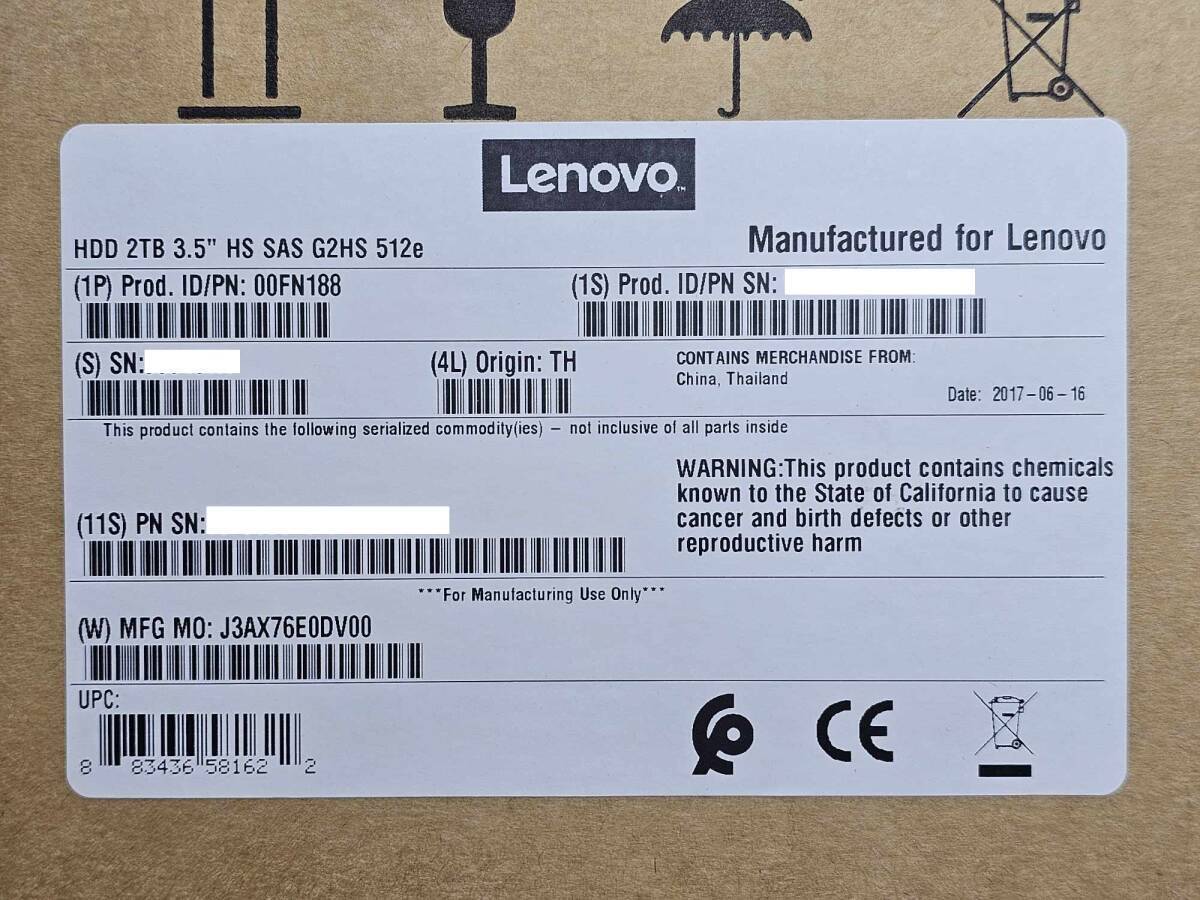 Lenovo™
HDD 2TB 3.5" HS SAS G2HS 512e
Manufactured for Lenovo
(1P) Prod. ID/PN: 00FN188
(1S) Prod. ID/PN SN:
(S) SN:
(4L) Origin: TH
CONTAINS MERCHANDISE FROM:
China, Thailand
Date: 2017-06-16
This product contains the following serialized commodity(ies) – not inclusive of all parts inside
WARNING:This product contains chemicals
known to the State of California to cause
cancer and birth defects or other
reproductive harm
(11S) PN SN:
***For Manufacturing Use Only***
(W) MFG MO: J3AX76E0DV00
UPC:
8 83436 58162 2
CE